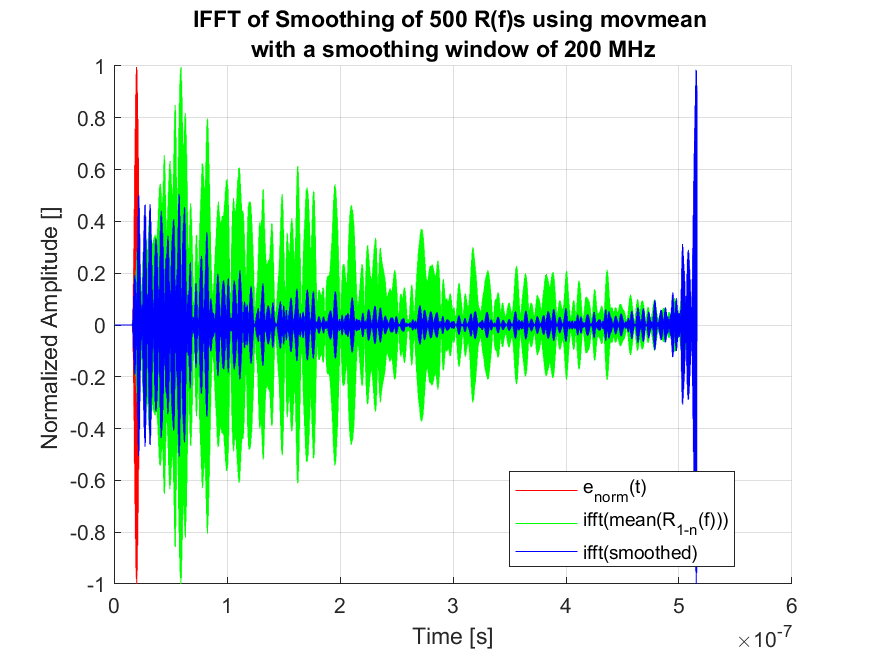 IFFT of Smoothing of 500 R(f)s using movmean
with a smoothing window of 200 MHz
1
0.8
0.6
0.4
0.2
0
-0.2
-0.4
-0.6
-0.8
-1
Normalized Amplitude []
e_norm(t)
ifft(mean(R_1-n(f)))
ifft(smoothed)
0 1 2 3 4 5 6
Time [s]
×10^-7